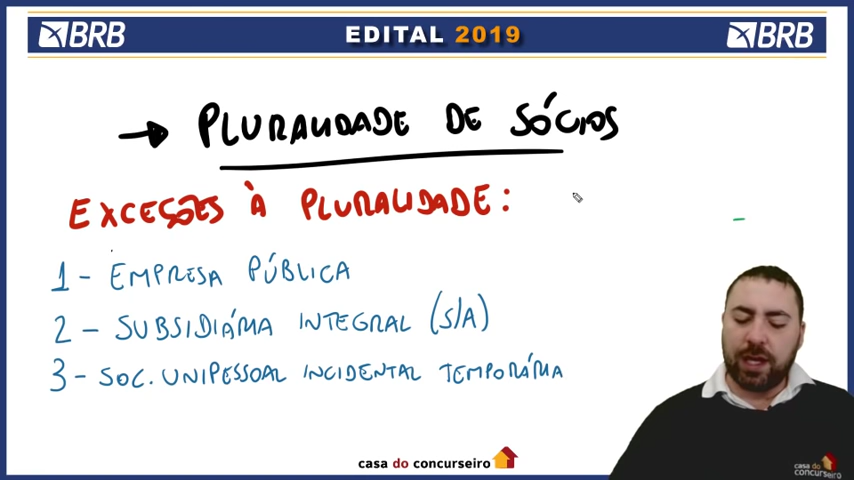 BRB
EDITAL 2019
BRB
→ PLURALIDADE DE SÓCIOS
EXCEÇÕES À PLURALIDADE:
1 - EMPRESA PÚBLICA
2 - SUBSIDIÁRIA INTEGRAL (S/A)
3 - SOC. UNIPESSOAL INCIDENTAL TEMPORÁRIA
casa do concurseiro
casa do
concurseiro